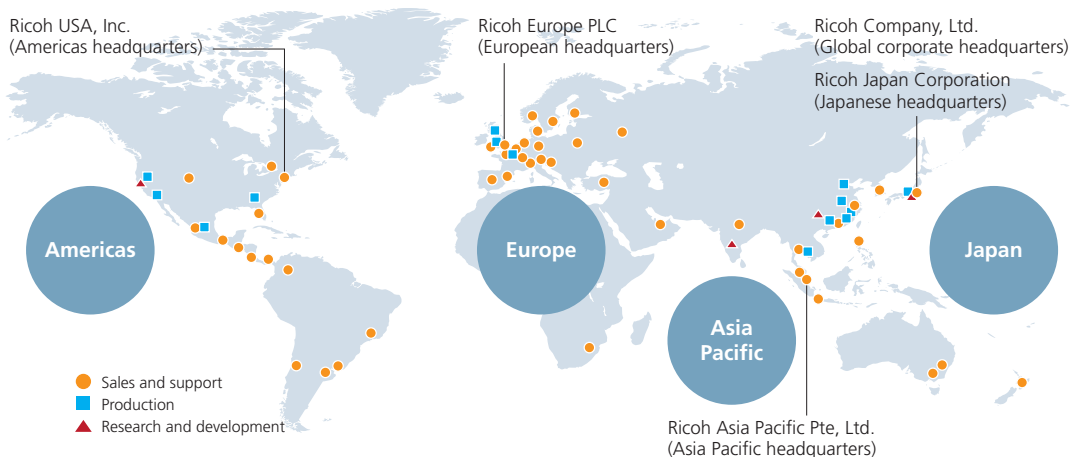 Ricoh USA, Inc.
(Americas headquarters)
Ricoh Europe PLC
(European headquarters)
Ricoh Company, Ltd.
(Global corporate headquarters)
Ricoh Japan Corporation
(Japanese headquarters)
Americas
Europe
Japan
Asia
Pacific
Sales and support
Production
Research and development
Ricoh Asia Pacific Pte, Ltd.
(Asia Pacific headquarters)